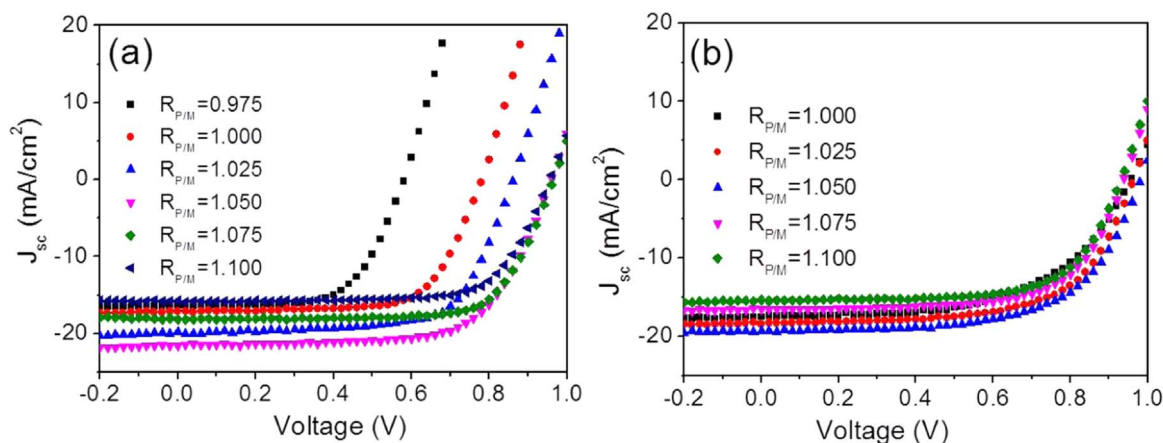 (a)
20
10
0
-10
-20
J_sc (mA/cm²)
R_P/M=0.975
R_P/M=1.000
R_P/M=1.025
R_P/M=1.050
R_P/M=1.075
R_P/M=1.100
-0.2 0.0 0.2 0.4 0.6 0.8 1.0
Voltage (V)
(b)
20
10
0
-10
-20
J_sc (mA/cm²)
R_P/M=1.000
R_P/M=1.025
R_P/M=1.050
R_P/M=1.075
R_P/M=1.100
-0.2 0.0 0.2 0.4 0.6 0.8 1.0
Voltage (V)